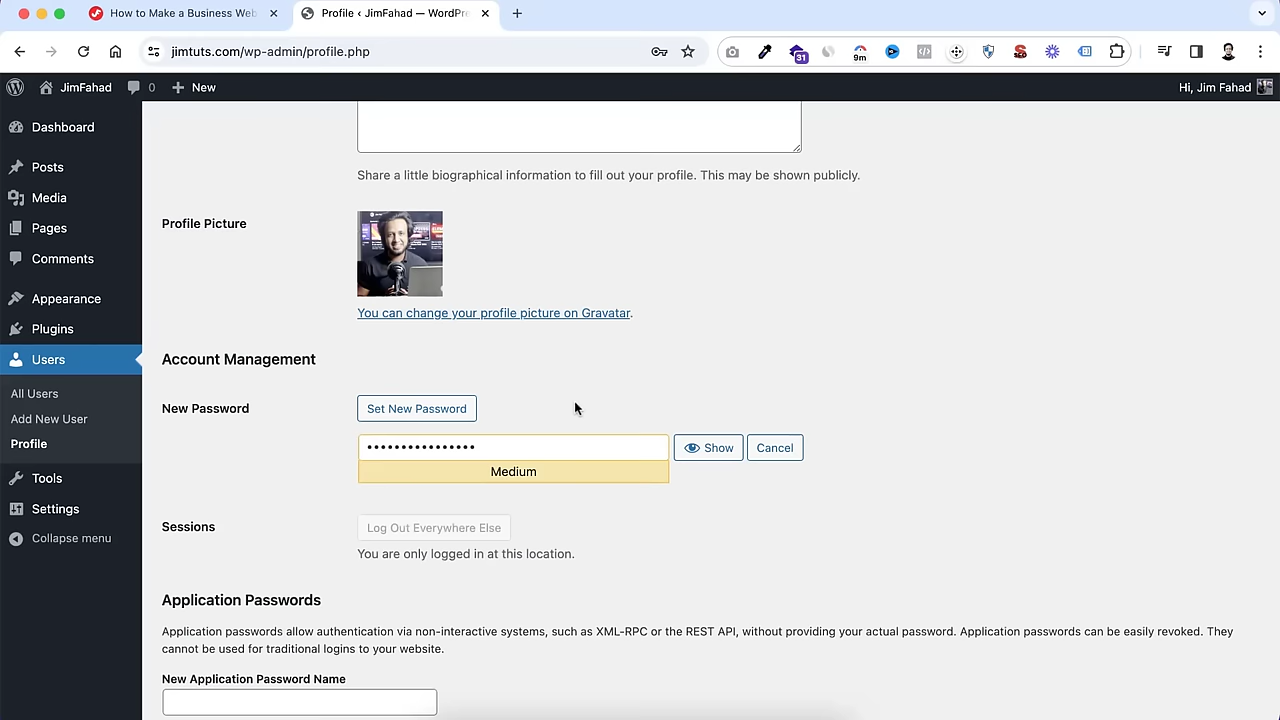 How to Make a Business Web
Profile ‹ JimFahad — WordPre
jimtuts.com/wp-admin/profile.php
31
9m
JimFahad
0
New
Hi, Jim Fahad
Dashboard
Posts
Media
Pages
Comments
Appearance
Plugins
Users
All Users
Add New User
Profile
Tools
Settings
Collapse menu
Share a little biographical information to fill out your profile. This may be shown publicly.
Profile Picture
You can change your profile picture on Gravatar.
Account Management
New Password
Set New Password
••••••••••••••••
Show
Cancel
Medium
Sessions
Log Out Everywhere Else
You are only logged in at this location.
Application Passwords
Application passwords allow authentication via non-interactive systems, such as XML-RPC or the REST API, without providing your actual password. Application passwords can be easily revoked. They
cannot be used for traditional logins to your website.
New Application Password Name